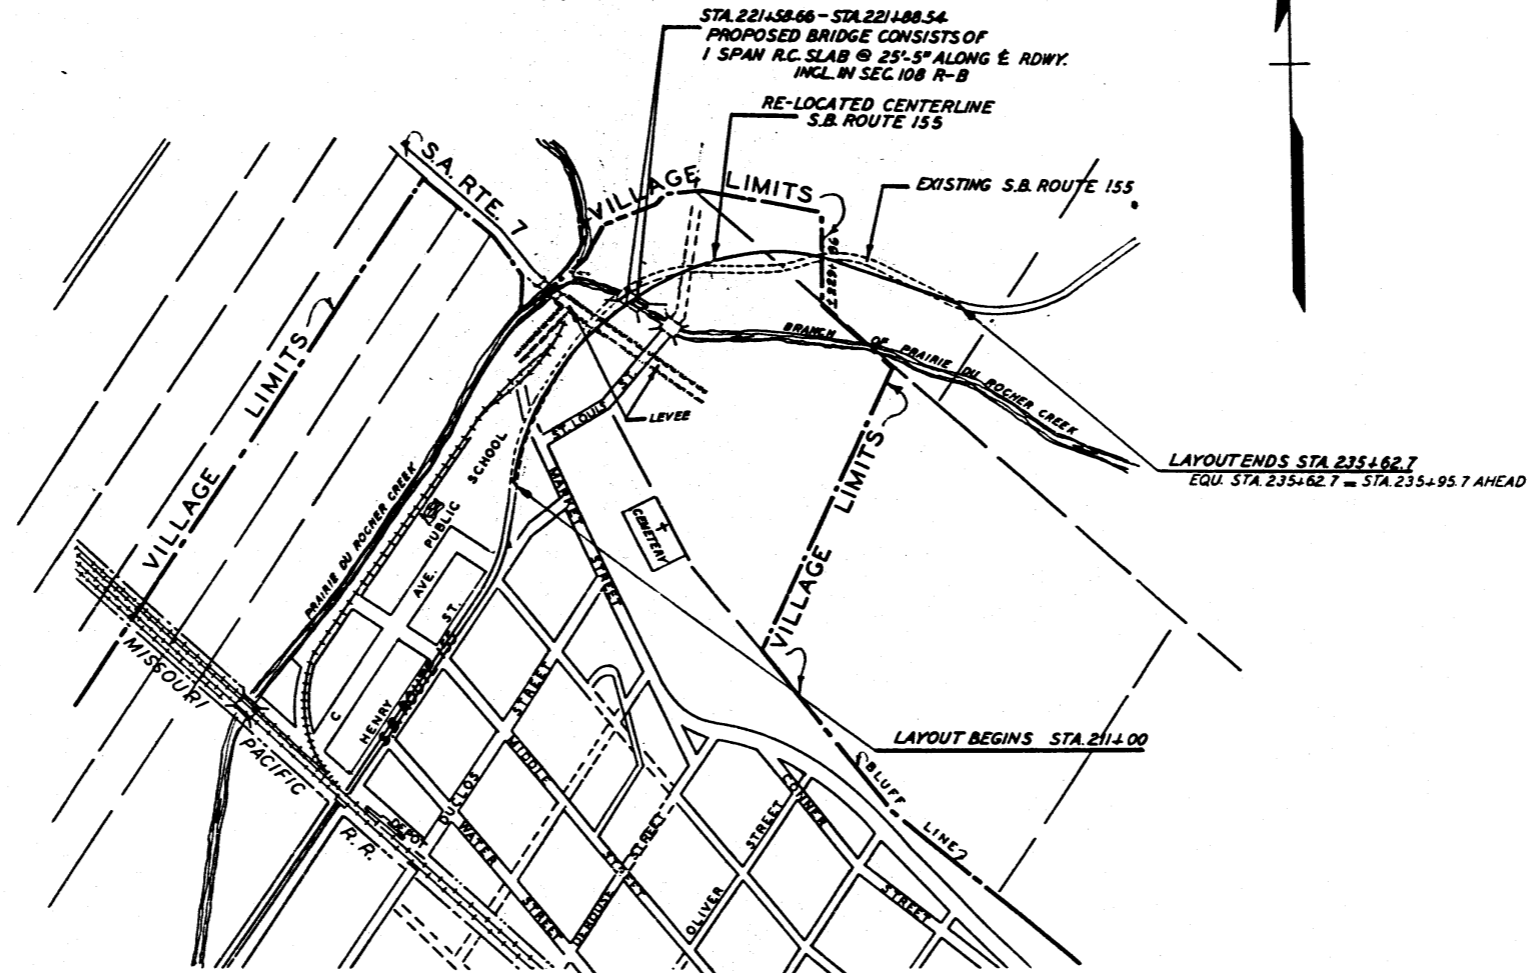 STA. 221+58.66 - STA. 221+88.54
PROPOSED BRIDGE CONSISTS OF
1 SPAN R.C. SLAB @ 25'-5" ALONG ℄ RDWY.
INCL. IN SEC. 108 R-B
RE-LOCATED CENTERLINE
S.B. ROUTE 155
S.A. RTE. 7
VILLAGE LIMITS
EXISTING S.B. ROUTE 155
VILLAGE LIMITS
BRANCH OF PRAIRIE DU ROCHER CREEK
LEVEE
ST. LOUIS ST.
LAYOUT ENDS STA. 235+62.7
EQU. STA. 235+62.7 = STA. 235+95.7 AHEAD
VILLAGE LIMITS
PUBLIC SCHOOL
MARKET STREET
CEMETERY
PRAIRIE DU ROCHER CREEK
AVE.
C
HENRY ST.
S.B. ROUTE 155
MISSOURI PACIFIC R. R.
LAYOUT BEGINS STA. 211+00
DUCLOS STREET
MIDDLE STREET
BLUFF LINE
CONNER STREET
DEPOT
WATER STREET
STREET
OLIVER STREET